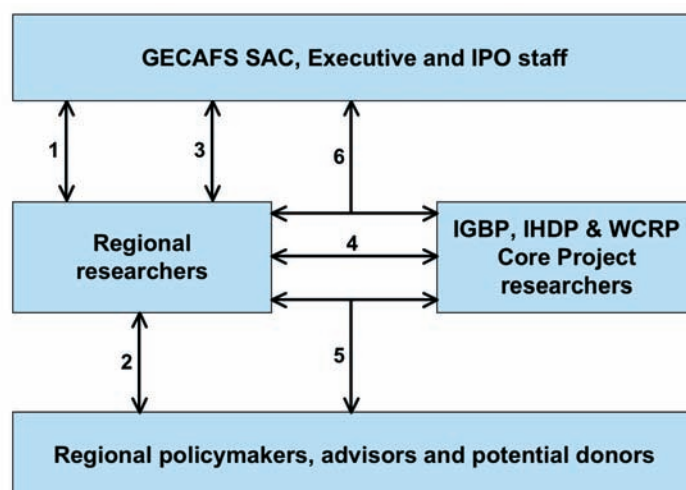 GECAFS SAC, Executive and IPO staff
1
3
6
Regional
researchers
4
IGBP, IHDP & WCRP
Core Project
researchers
2
5
Regional policymakers, advisors and potential donors